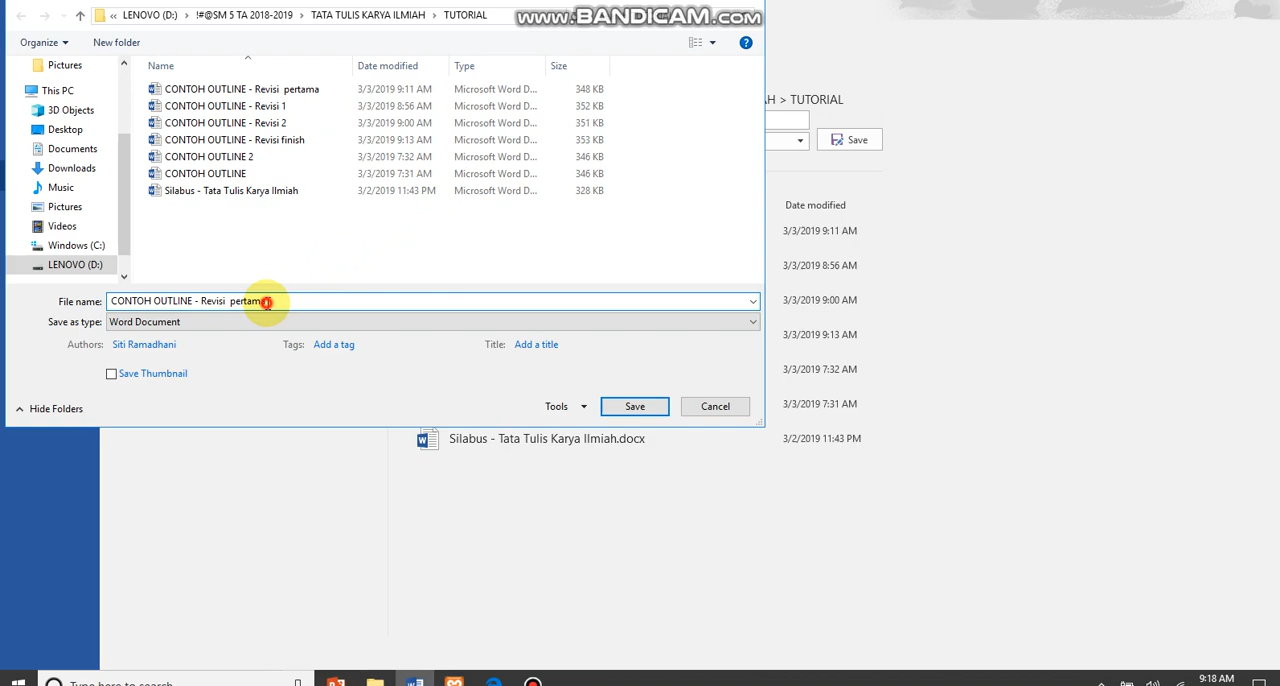 « LENOVO (D:) > !#@SM 5 TA 2018-2019 > TATA TULIS KARYA ILMIAH > TUTORIAL
www.BANDICAM.com
Organize New folder
Pictures
This PC
3D Objects
Desktop
Documents
Downloads
Music
Pictures
Videos
Windows (C:)
LENOVO (D:)
Name Date modified Type Size
CONTOH OUTLINE - Revisi pertama 3/3/2019 9:11 AM Microsoft Word D... 348 KB
CONTOH OUTLINE - Revisi 1 3/3/2019 8:56 AM Microsoft Word D... 352 KB
CONTOH OUTLINE - Revisi 2 3/3/2019 9:00 AM Microsoft Word D... 351 KB
CONTOH OUTLINE - Revisi finish 3/3/2019 9:13 AM Microsoft Word D... 353 KB
CONTOH OUTLINE 2 3/3/2019 7:32 AM Microsoft Word D... 346 KB
CONTOH OUTLINE 3/3/2019 7:31 AM Microsoft Word D... 346 KB
Silabus - Tata Tulis Karya Ilmiah 3/2/2019 11:43 PM Microsoft Word D... 328 KB
File name: CONTOH OUTLINE - Revisi pertama
Save as type: Word Document
Authors: Siti Ramadhani Tags: Add a tag Title: Add a title
Save Thumbnail
Hide Folders Tools Save Cancel
> TUTORIAL
Save
Date modified
3/3/2019 9:11 AM
3/3/2019 8:56 AM
3/3/2019 9:00 AM
3/3/2019 9:13 AM
3/3/2019 7:32 AM
3/3/2019 7:31 AM
Silabus - Tata Tulis Karya Ilmiah.docx 3/2/2019 11:43 PM
Type here to search
9:18 AM